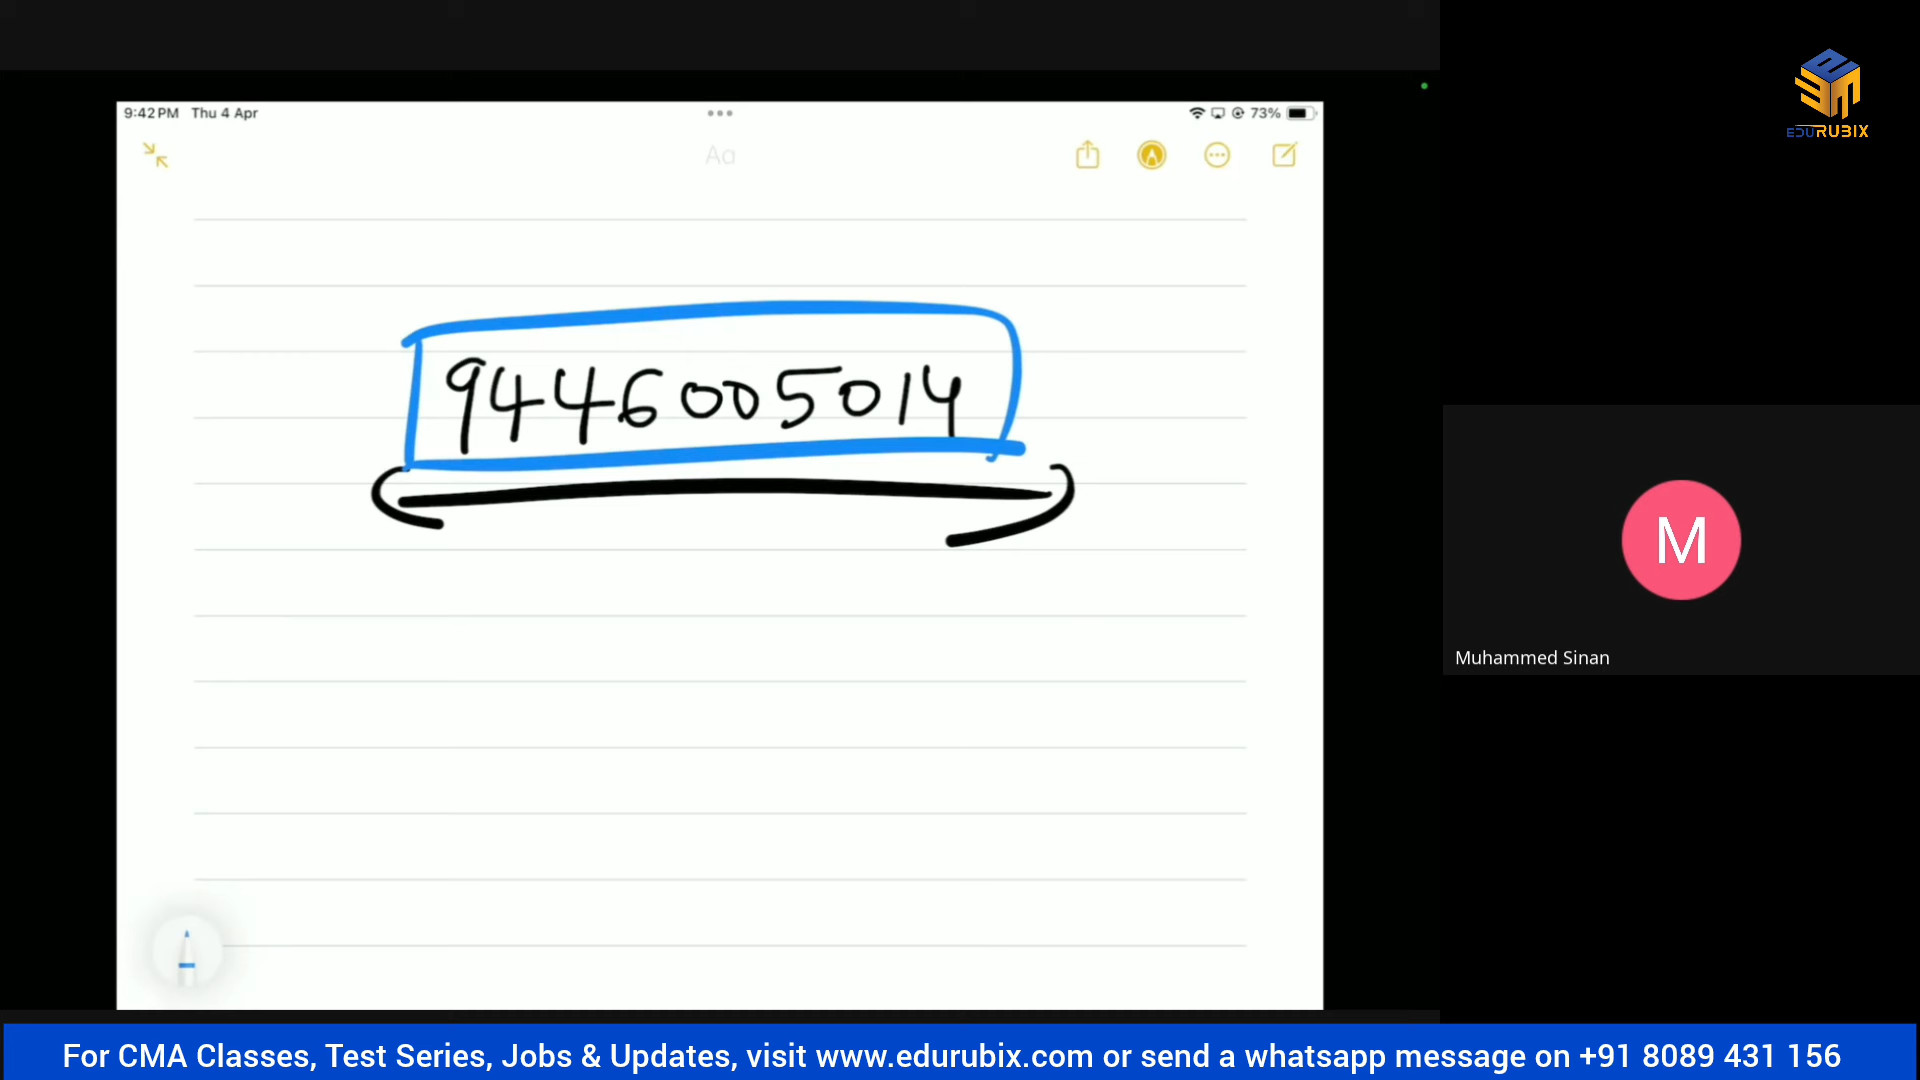 9:42 PM Thu 4 Apr
73%
Aa
EDURUBIX
9446005014
M
Muhammed Sinan
For CMA Classes, Test Series, Jobs & Updates, visit www.edurubix.com or send a whatsapp message on +91 8089 431 156